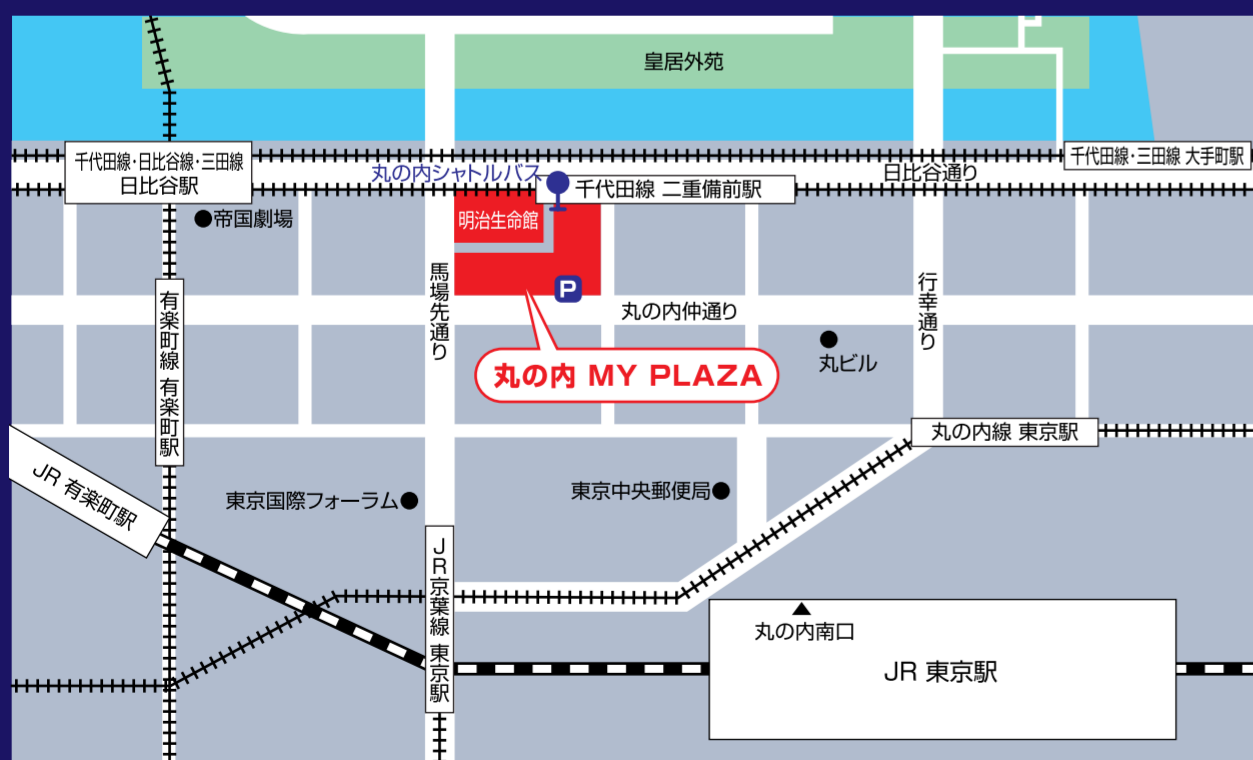 皇居外苑
千代田線・日比谷線・三田線
日比谷駅
丸の内シャトルバス
千代田線 二重備前駅
日比谷通り
千代田線・三田線 大手町駅
帝国劇場
明治生命館
馬場先通り
P
行幸通り
有楽町線 有楽町駅
丸の内仲通り
丸ビル
丸の内 MY PLAZA
丸の内線 東京駅
JR 有楽町駅
東京国際フォーラム
東京中央郵便局
JR京葉線 東京駅
丸の内南口
JR 東京駅